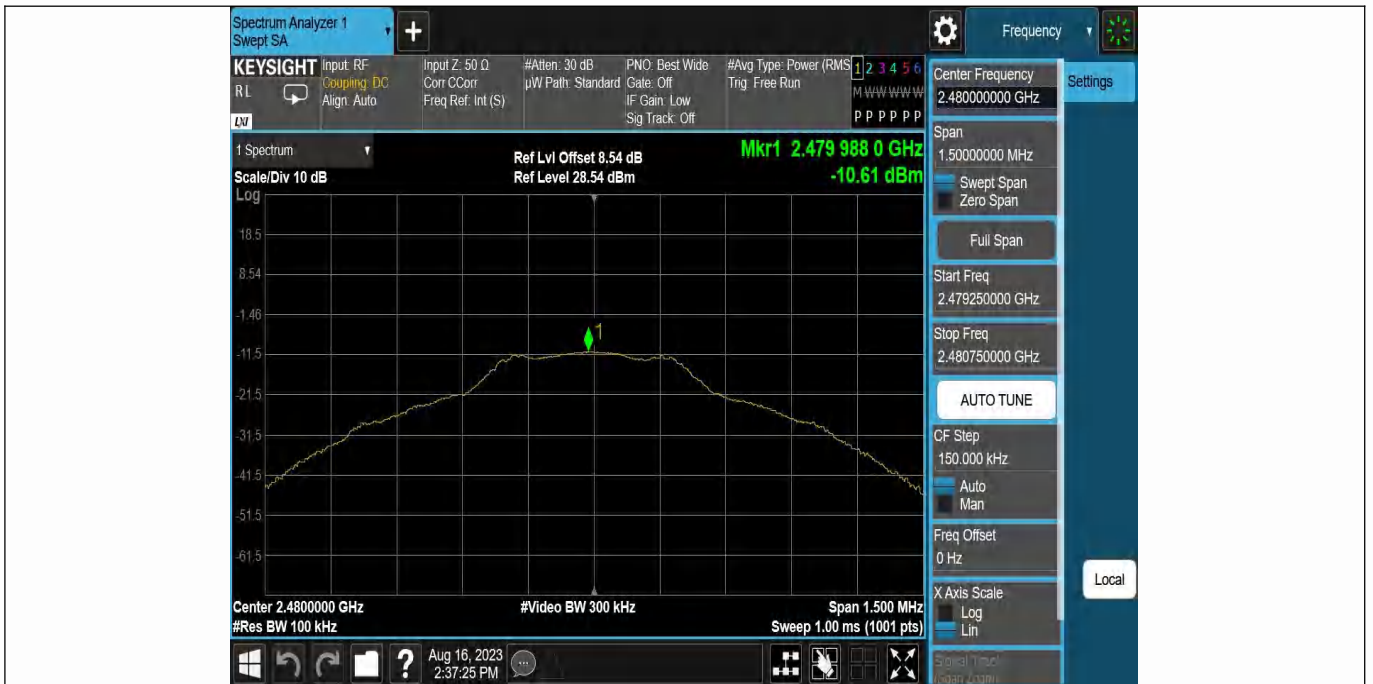 Spectrum Analyzer 1
Swept SA
+
Frequency
KEYSIGHT
RL
LXI
Input: RF
Coupling: DC
Align: Auto
Input Z: 50 Ω
Corr CCorr
Freq Ref: Int (S)
#Atten: 30 dB
µW Path: Standard
PNO: Best Wide
Gate: Off
IF Gain: Low
Sig Track: Off
#Avg Type: Power (RMS
Trig: Free Run
1 2 3 4 5 6
M W W W W W
P P P P P P
Center Frequency
2.480000000 GHz
Settings
Span
1.50000000 MHz
Swept Span
Zero Span
Full Span
Start Freq
2.479250000 GHz
Stop Freq
2.480750000 GHz
AUTO TUNE
CF Step
150.000 kHz
Auto
Man
Freq Offset
0 Hz
X Axis Scale
Log
Lin
Signal Track
(Span Zoom)
Local
1 Spectrum
Scale/Div 10 dB
Ref Lvl Offset 8.54 dB
Ref Level 28.54 dBm
Mkr1 2.479 988 0 GHz
-10.61 dBm
Log
18.5
8.54
-1.46
-11.5
-21.5
-31.5
-41.5
-51.5
-61.5
1
Center 2.4800000 GHz
#Res BW 100 kHz
#Video BW 300 kHz
Span 1.500 MHz
Sweep 1.00 ms (1001 pts)
?
Aug 16, 2023
2:37:25 PM